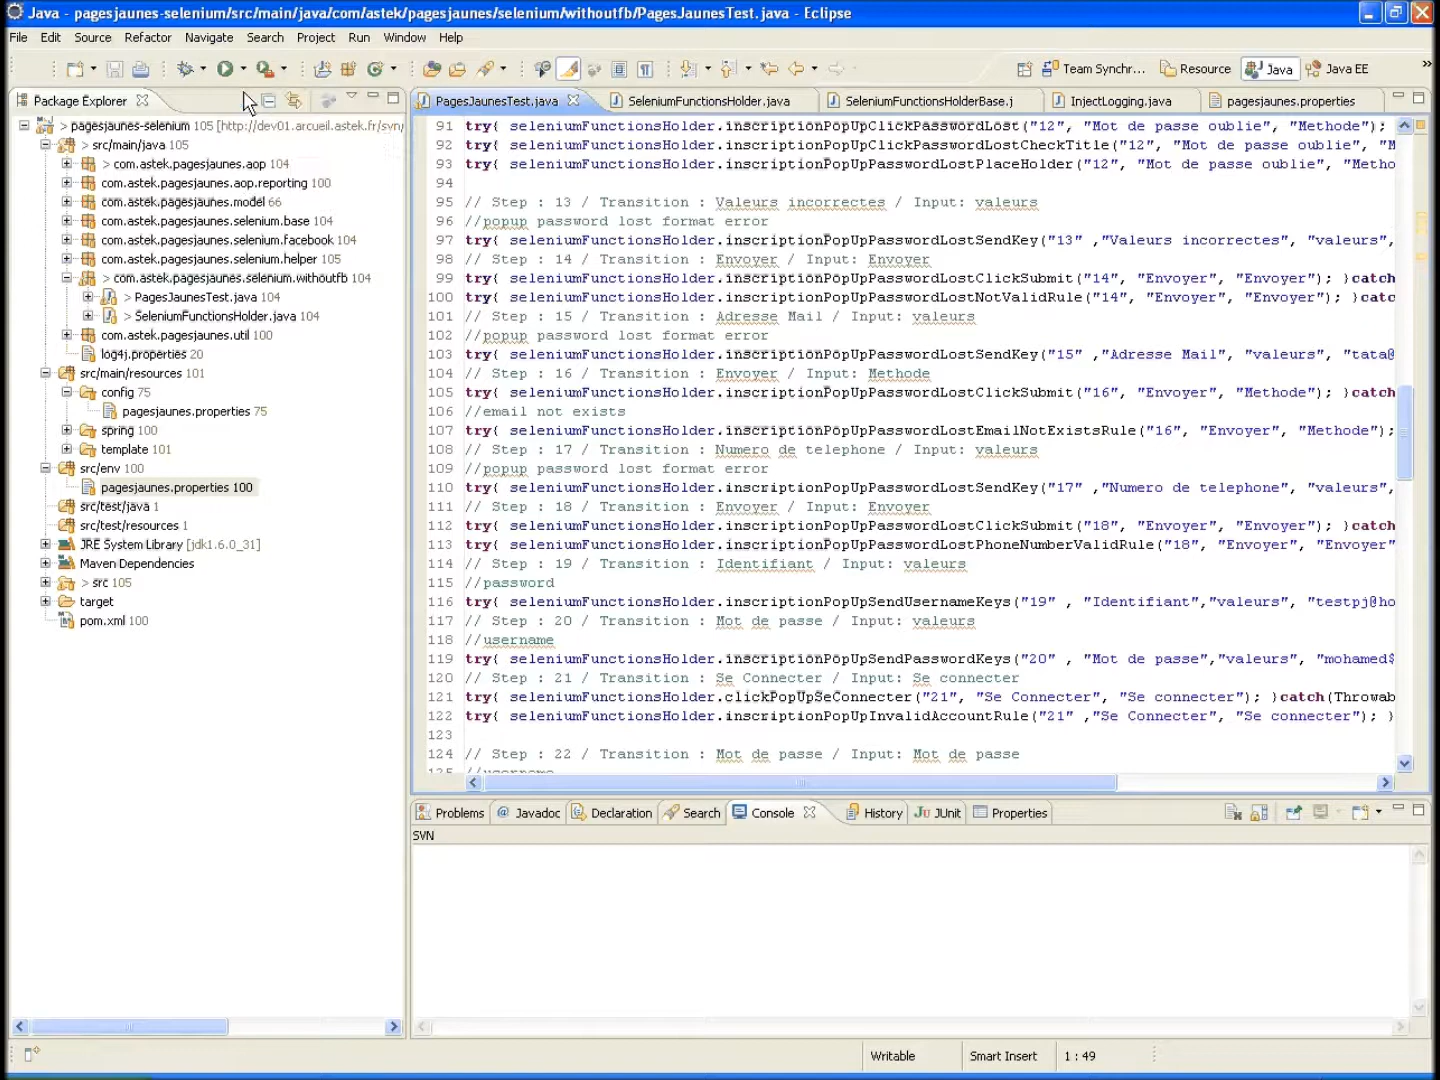 Java - pagesjaunes-selenium/src/main/java/com/astek/pagesjaunes/selenium/withoutfb/PagesJaunesTest.java - Eclipse
File Edit Source Refactor Navigate Search Project Run Window Help
Team Synchr... Resource Java Java EE
Package Explorer
PagesJaunesTest.java SeleniumFunctionsHolder.java SeleniumFunctionsHolderBase.j InjectLogging.java pagesjaunes.properties
> pagesjaunes-selenium 105 [http://dev01.arcueil.astek.fr/svn/
> src/main/java 105
> com.astek.pagesjaunes.aop 104
com.astek.pagesjaunes.aop.reporting 100
com.astek.pagesjaunes.model 66
com.astek.pagesjaunes.selenium.base 104
com.astek.pagesjaunes.selenium.facebook 104
com.astek.pagesjaunes.selenium.helper 105
> com.astek.pagesjaunes.selenium.withoutfb 104
> PagesJaunesTest.java 104
> SeleniumFunctionsHolder.java 104
com.astek.pagesjaunes.util 100
log4j.properties 20
src/main/resources 101
config 75
pagesjaunes.properties 75
spring 100
template 101
src/env 100
pagesjaunes.properties 100
src/test/java 1
src/test/resources 1
JRE System Library [jdk1.6.0_31]
Maven Dependencies
> src 105
target
pom.xml 100
91 try{ seleniumFunctionsHolder.inscriptionPopUpClickPasswordLost("12", "Mot de passe oublie", "Methode");
92 try{ seleniumFunctionsHolder.inscriptionPopUpClickPasswordLostCheckTitle("12", "Mot de passe oublie", "M
93 try{ seleniumFunctionsHolder.inscriptionPopUpPasswordLostPlaceHolder("12", "Mot de passe oublie", "Metho
94
95 // Step : 13 / Transition : Valeurs incorrectes / Input: valeurs
96 //popup password lost format error
97 try{ seleniumFunctionsHolder.inscriptionPopUpPasswordLostSendKey("13" ,"Valeurs incorrectes", "valeurs",
98 // Step : 14 / Transition : Envoyer / Input: Envoyer
99 try{ seleniumFunctionsHolder.inscriptionPopUpPasswordLostClickSubmit("14", "Envoyer", "Envoyer"); }catch
100 try{ seleniumFunctionsHolder.inscriptionPopUpPasswordLostNotValidRule("14", "Envoyer", "Envoyer"); }catc
101 // Step : 15 / Transition : Adresse Mail / Input: valeurs
102 //popup password lost format error
103 try{ seleniumFunctionsHolder.inscriptionPopUpPasswordLostSendKey("15" ,"Adresse Mail", "valeurs", "tata@
104 // Step : 16 / Transition : Envoyer / Input: Methode
105 try{ seleniumFunctionsHolder.inscriptionPopUpPasswordLostClickSubmit("16", "Envoyer", "Methode"); }catch
106 //email not exists
107 try{ seleniumFunctionsHolder.inscriptionPopUpPasswordLostEmailNotExistsRule("16", "Envoyer", "Methode");
108 // Step : 17 / Transition : Numero de telephone / Input: valeurs
109 //popup password lost format error
110 try{ seleniumFunctionsHolder.inscriptionPopUpPasswordLostSendKey("17" ,"Numero de telephone", "valeurs",
111 // Step : 18 / Transition : Envoyer / Input: Envoyer
112 try{ seleniumFunctionsHolder.inscriptionPopUpPasswordLostClickSubmit("18", "Envoyer", "Envoyer"); }catch
113 try{ seleniumFunctionsHolder.inscriptionPopUpPasswordLostPhoneNumberValidRule("18", "Envoyer", "Envoyer"
114 // Step : 19 / Transition : Identifiant / Input: valeurs
115 //password
116 try{ seleniumFunctionsHolder.inscriptionPopUpSendUsernameKeys("19" , "Identifiant","valeurs", "testpj@ho
117 // Step : 20 / Transition : Mot de passe / Input: valeurs
118 //username
119 try{ seleniumFunctionsHolder.inscriptionPopUpSendPasswordKeys("20" , "Mot de passe","valeurs", "mohamed$
120 // Step : 21 / Transition : Se Connecter / Input: Se connecter
121 try{ seleniumFunctionsHolder.clickPopUpSeConnecter("21", "Se Connecter", "Se connecter"); }catch(Throwab
122 try{ seleniumFunctionsHolder.inscriptionPopUpInvalidAccountRule("21" ,"Se Connecter", "Se connecter"); }
123
124 // Step : 22 / Transition : Mot de passe / Input: Mot de passe
125 //username
Problems Javadoc Declaration Search Console History JUnit Properties
SVN
Writable Smart Insert 1 : 49